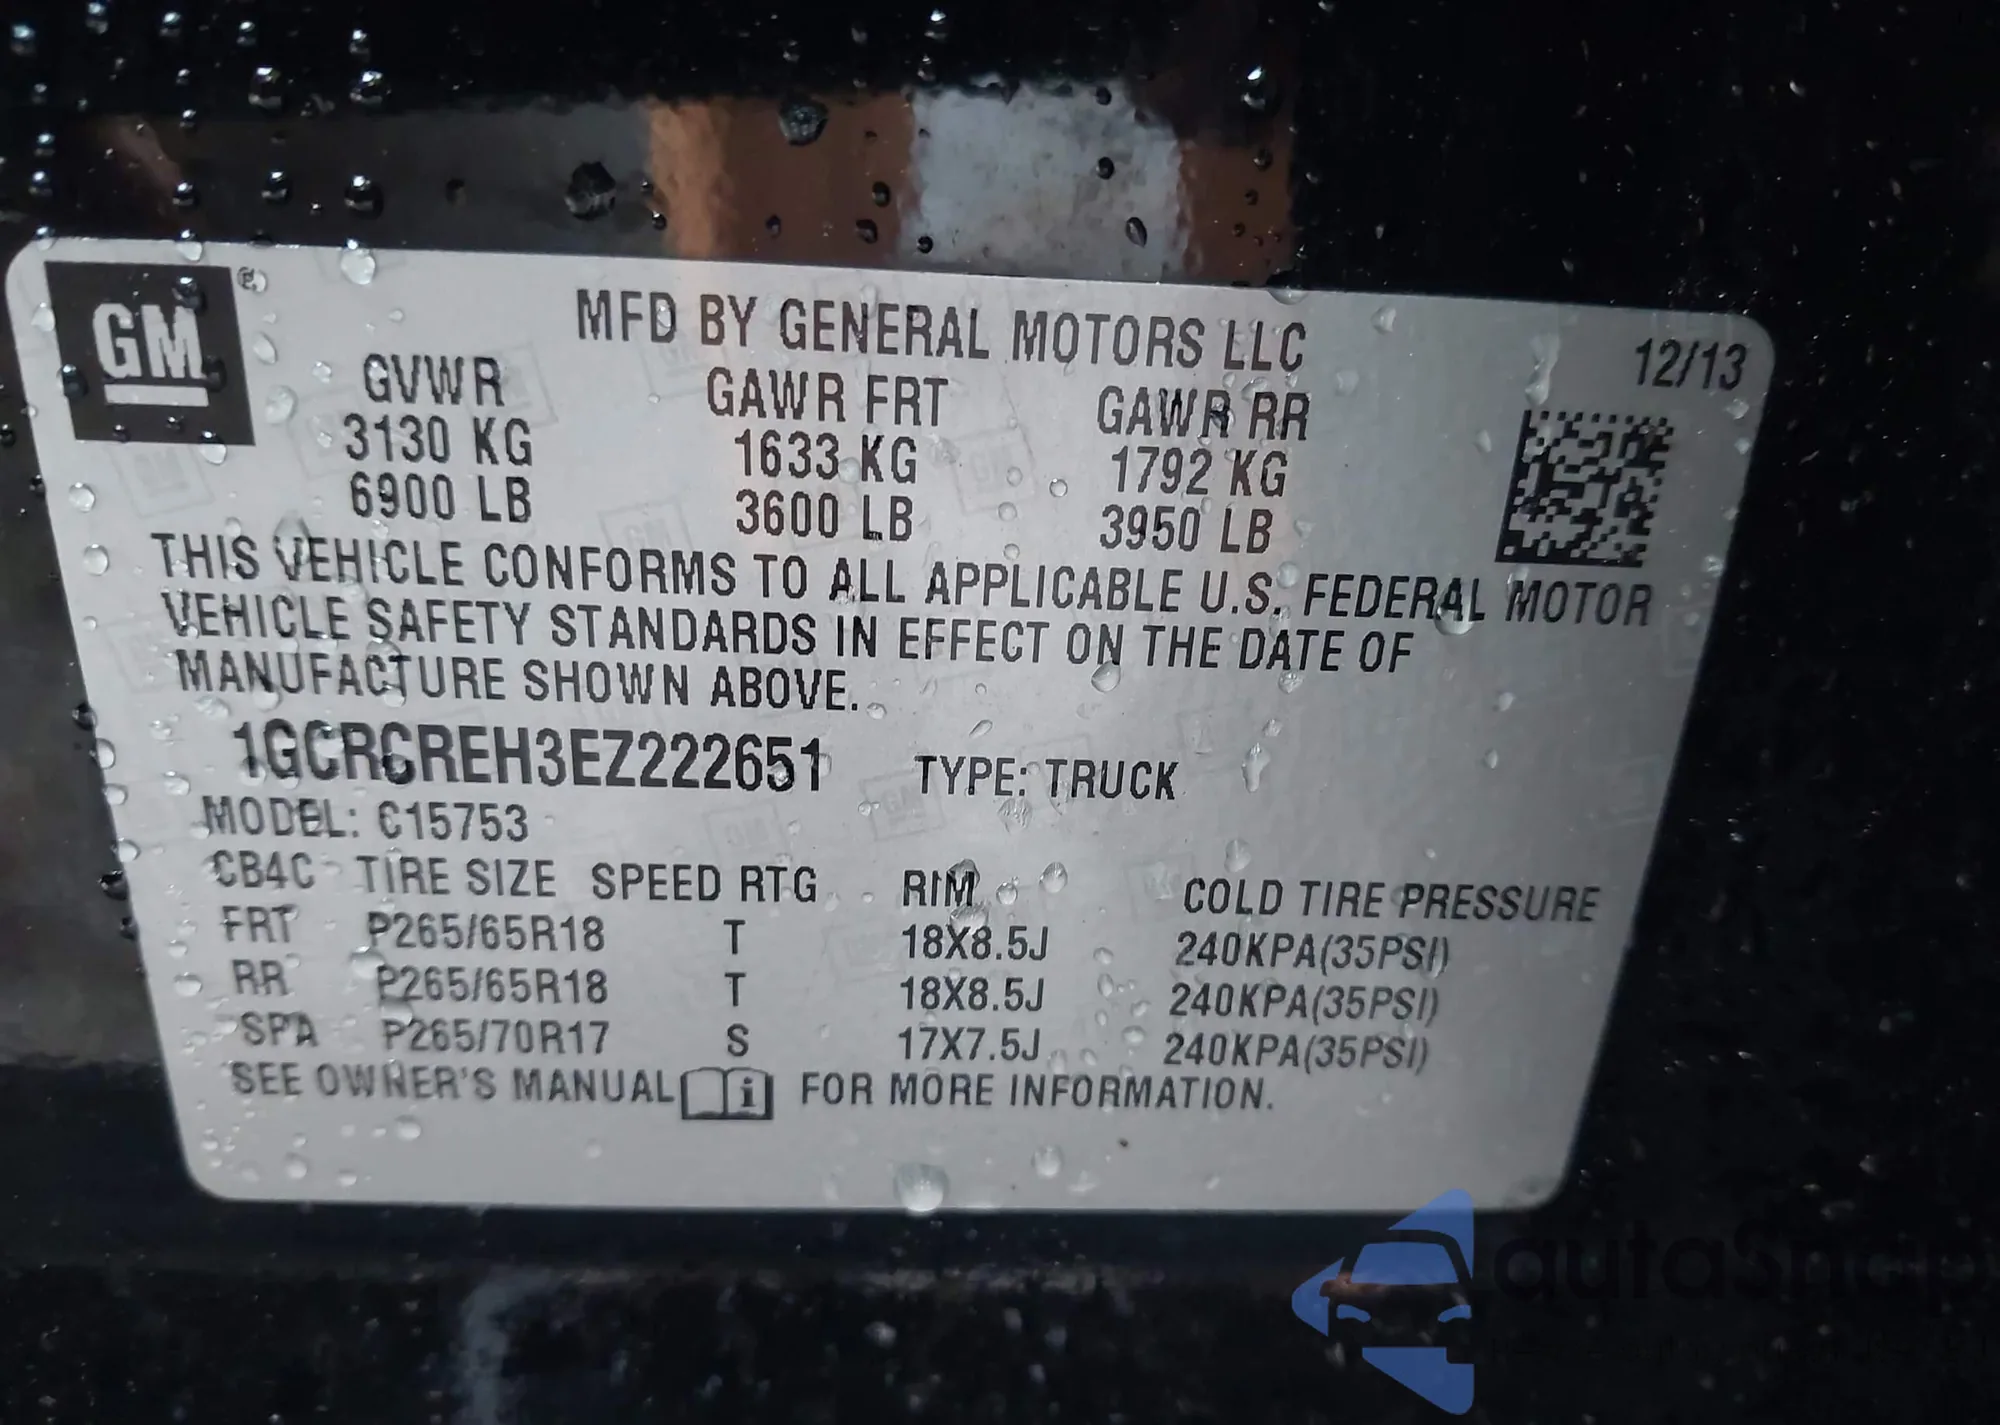 GM ®
MFD BY GENERAL MOTORS LLC
12/13
GVWR GAWR FRT GAWR RR
3130 KG 1633 KG 1792 KG
6900 LB 3600 LB 3950 LB
THIS VEHICLE CONFORMS TO ALL APPLICABLE U.S. FEDERAL MOTOR
VEHICLE SAFETY STANDARDS IN EFFECT ON THE DATE OF
MANUFACTURE SHOWN ABOVE.
1GCRCREH3EZ222651 TYPE: TRUCK
MODEL: C15753
CB4C TIRE SIZE SPEED RTG RIM COLD TIRE PRESSURE
FRT P265/65R18 T 18X8.5J 240KPA(35PSI)
RR P265/65R18 T 18X8.5J 240KPA(35PSI)
SPA P265/70R17 S 17X7.5J 240KPA(35PSI)
SEE OWNER'S MANUAL i FOR MORE INFORMATION.
autaSnap